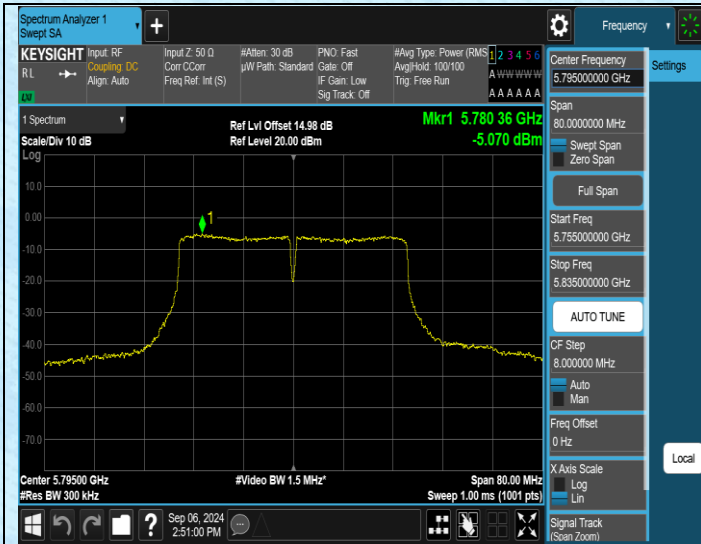 Spectrum Analyzer 1
Swept SA
+
Frequency
KEYSIGHT
RL
LU
Input: RF
Coupling: DC
Align: Auto
Input Z: 50 Ω
Corr CCorr
Freq Ref: Int (S)
#Atten: 30 dB
µW Path: Standard
PNO: Fast
Gate: Off
IF Gain: Low
Sig Track: Off
#Avg Type: Power (RMS
Avg|Hold: 100/100
Trig: Free Run
1 2 3 4 5 6
A W W W W W
A A A A A A
Center Frequency
5.795000000 GHz
Settings
1 Spectrum
Scale/Div 10 dB
Log
Ref Lvl Offset 14.98 dB
Ref Level 20.00 dBm
Mkr1 5.780 36 GHz
-5.070 dBm
Span
80.0000000 MHz
Swept Span
Zero Span
Full Span
Start Freq
5.755000000 GHz
Stop Freq
5.835000000 GHz
AUTO TUNE
CF Step
8.000000 MHz
Auto
Man
Freq Offset
0 Hz
X Axis Scale
Log
Lin
Signal Track
(Span Zoom)
Local
10.0
0.00
-10.0
-20.0
-30.0
-40.0
-50.0
-60.0
-70.0
1
Center 5.79500 GHz
#Res BW 300 kHz
#Video BW 1.5 MHz*
Span 80.00 MHz
Sweep 1.00 ms (1001 pts)
?
Sep 06, 2024
2:51:00 PM